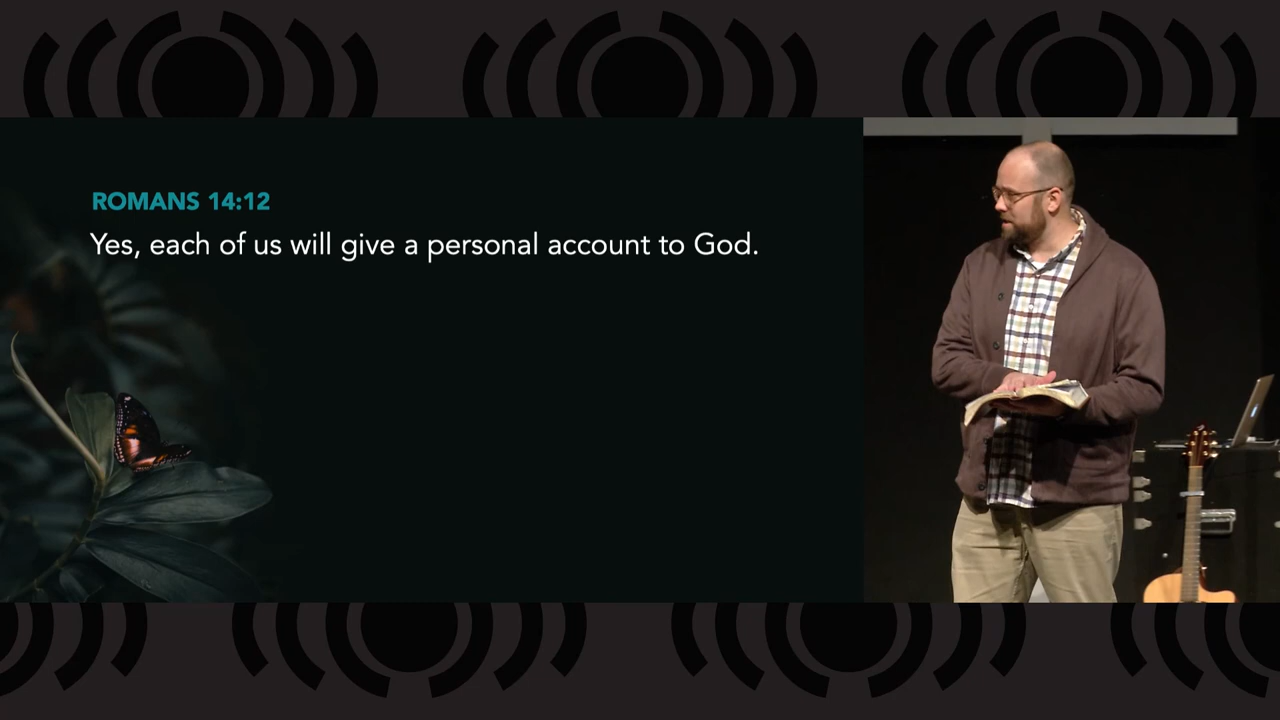 ROMANS 14:12
Yes, each of us will give a personal account to God.